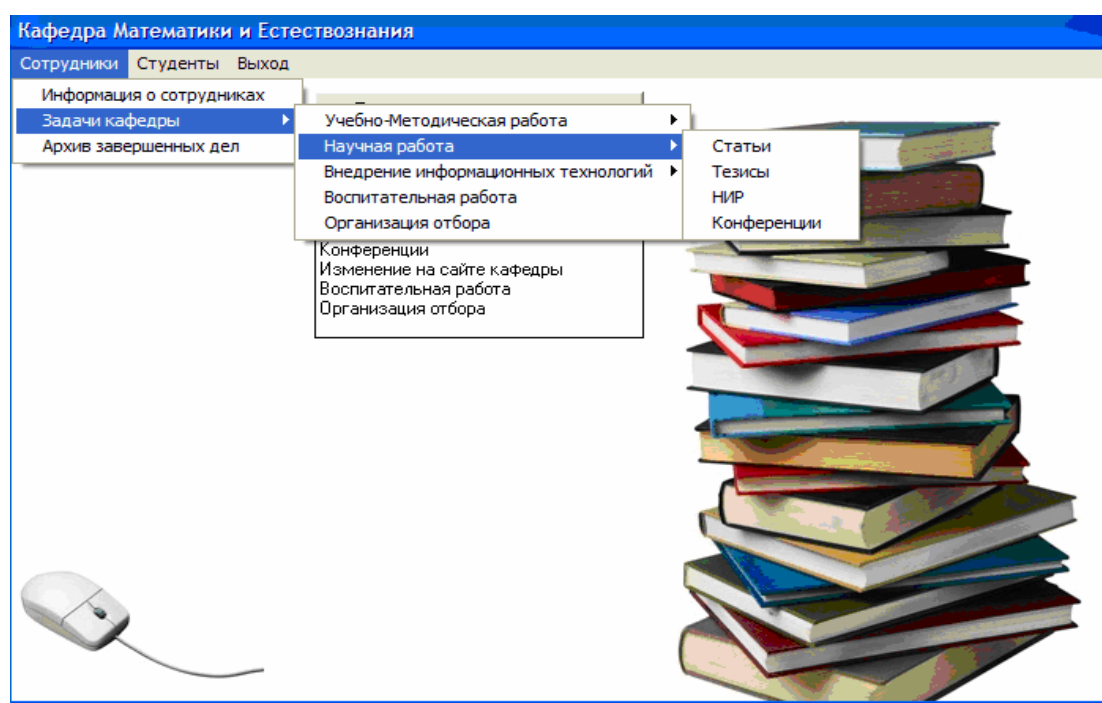 Кафедра Математики и Естествознания
Сотрудники Студенты Выход
Информация о сотрудниках
Задачи кафедры
Архив завершенных дел
Учебно-Методическая работа
Научная работа
Внедрение информационных технологий
Воспитательная работа
Организация отбора
Статьи
Тезисы
НИР
Конференции
Конференции
Изменение на сайте кафедры
Воспитательная работа
Организация отбора